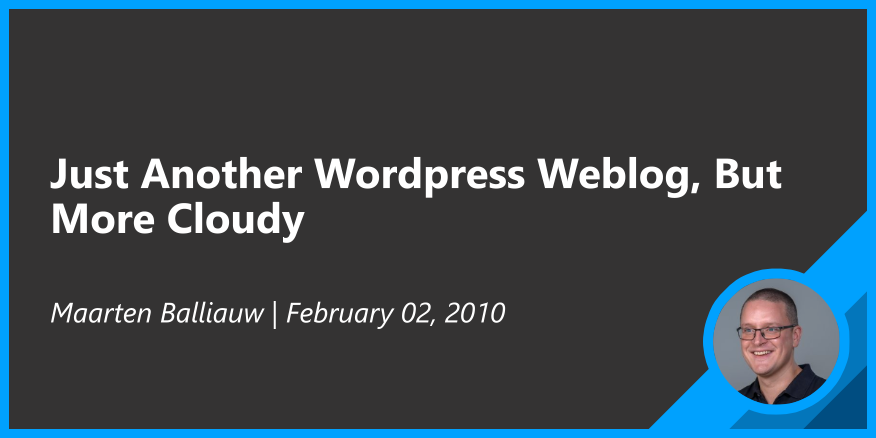 Just Another Wordpress Weblog, But
More Cloudy
Maarten Balliauw | February 02, 2010